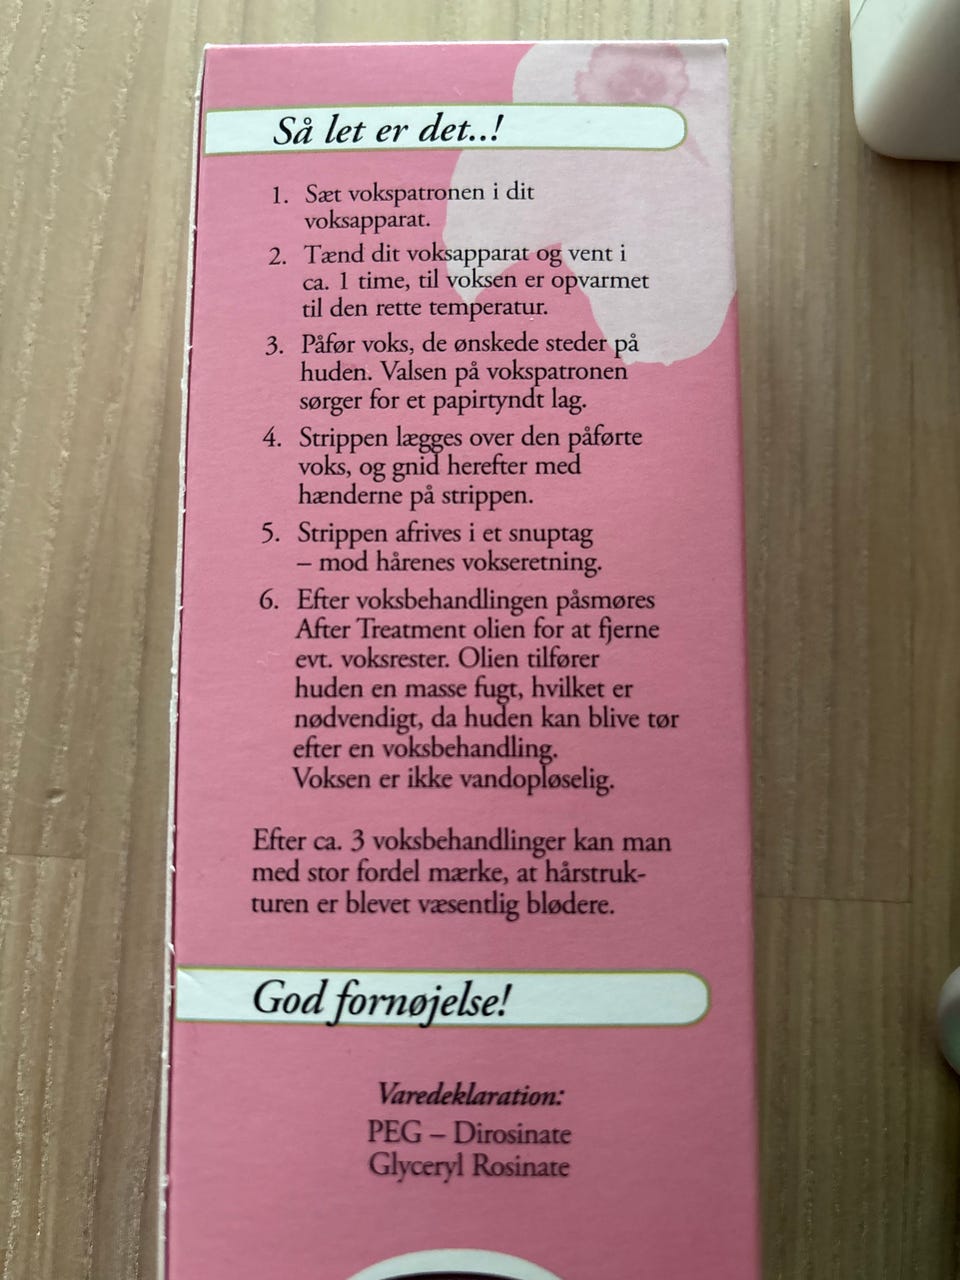 Så let er det..!
1. Sæt vokspatronen i dit
voksapparat.
2. Tænd dit voksapparat og vent i
ca. 1 time, til voksen er opvarmet
til den rette temperatur.
3. Påfør voks, de ønskede steder på
huden. Valsen på vokspatronen
sørger for et papirtyndt lag.
4. Strippen lægges over den påførte
voks, og gnid herefter med
hænderne på strippen.
5. Strippen afrives i et snuptag
– mod hårenes vokseretning.
6. Efter voksbehandlingen påsmøres
After Treatment olien for at fjerne
evt. voksrester. Olien tilfører
huden en masse fugt, hvilket er
nødvendigt, da huden kan blive tør
efter en voksbehandling.
Voksen er ikke vandopløselig.
Efter ca. 3 voksbehandlinger kan man
med stor fordel mærke, at hårstruk-
turen er blevet væsentlig blødere.
God fornøjelse!
Varedeklaration:
PEG – Dirosinate
Glyceryl Rosinate